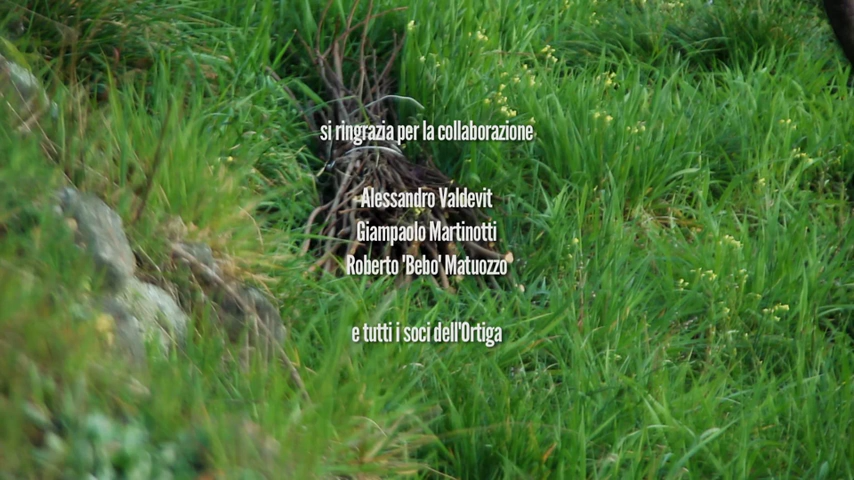 si ringrazia per la collaborazione
Alessandro Valdevit
Giampaolo Martinotti
Roberto 'Bebo' Matuozzo
e tutti i soci dell'Ortiga